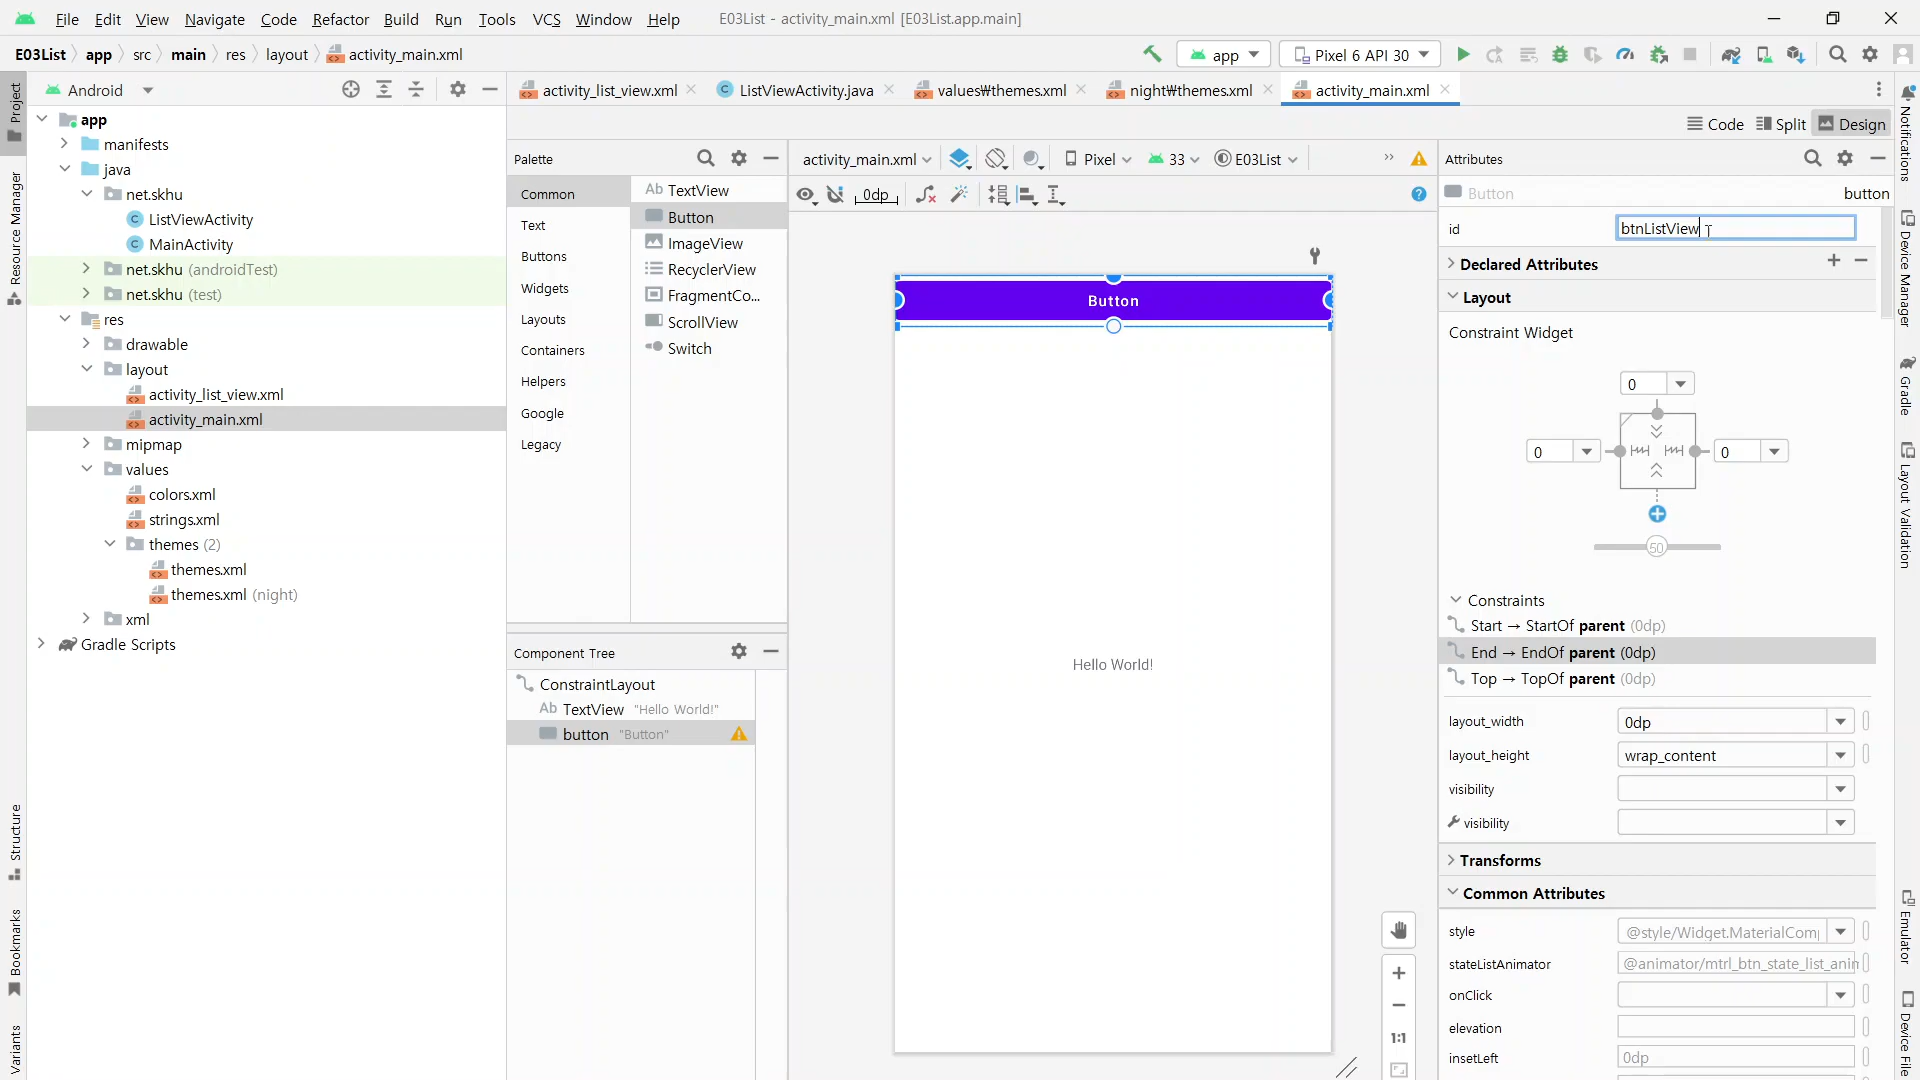 File Edit View Navigate Code Refactor Build Run Tools VCS Window Help E03List - activity_main.xml [E03List.app.main]
E03List app src main res layout activity_main.xml app Pixel 6 API 30
Android
activity_list_view.xml ListViewActivity.java values₩themes.xml night₩themes.xml activity_main.xml
Code Split Design
Project
Resource Manager
Structure
Bookmarks
Variants
app
manifests
java
net.skhu
ListViewActivity
MainActivity
net.skhu (androidTest)
net.skhu (test)
res
drawable
layout
activity_list_view.xml
activity_main.xml
mipmap
values
colors.xml
strings.xml
themes (2)
themes.xml
themes.xml (night)
xml
Gradle Scripts
Palette
Common
Text
Buttons
Widgets
Layouts
Containers
Helpers
Google
Legacy
Ab TextView
Button
ImageView
RecyclerView
FragmentCo...
ScrollView
Switch
Component Tree
ConstraintLayout
Ab TextView "Hello World!"
button "Button"
activity_main.xml Pixel 33 E03List
0dp
Button
Hello World!
1:1
Attributes
Button button
id btnListView
Declared Attributes
Layout
Constraint Widget
0
0 0
50
Constraints
Start → StartOf parent (0dp)
End → EndOf parent (0dp)
Top → TopOf parent (0dp)
layout_width 0dp
layout_height wrap_content
visibility
visibility
Transforms
Common Attributes
style @style/Widget.MaterialComp
stateListAnimator @animator/mtrl_btn_state_list_anim
onClick
elevation
insetLeft 0dp
Notifications
Device Manager
Gradle
Layout Validation
Emulator
Device File